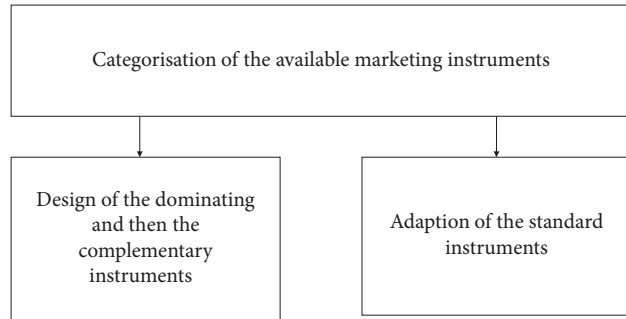 Categorisation of the available marketing instruments
Design of the dominating
and then the
complementary
instruments
Adaption of the standard
instruments